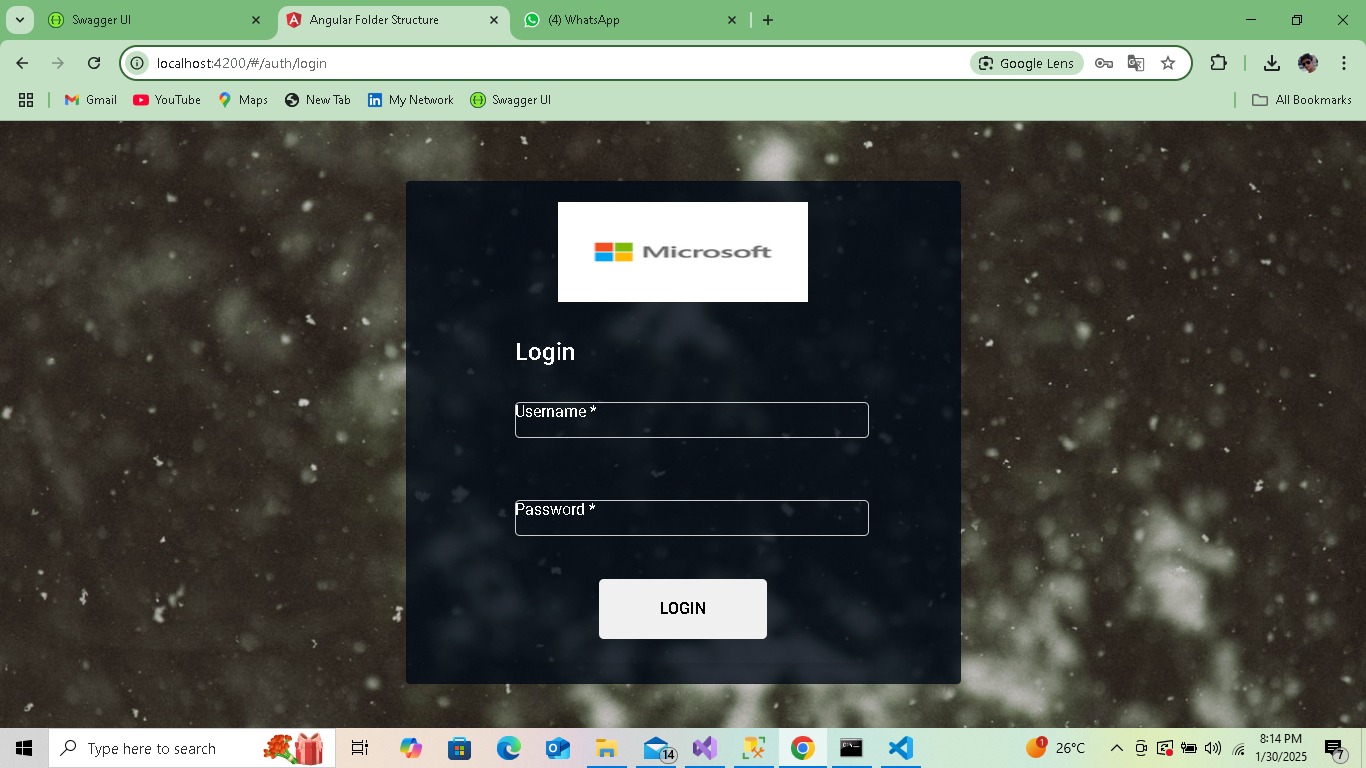 Swagger UI
Angular Folder Structure
(4) WhatsApp
localhost:4200/#/auth/login
Google Lens
Gmail
YouTube
Maps
New Tab
My Network
Swagger UI
All Bookmarks
Microsoft
Login
Username *
Password *
LOGIN
Type here to search
14
1
26°C
8:14 PM
1/30/2025
7